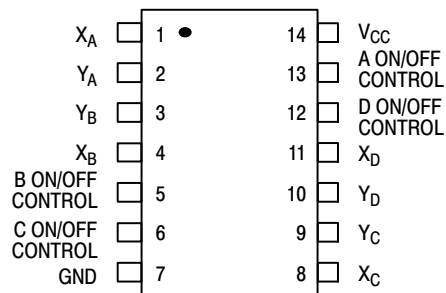 XA 1 14 VCC
YA 2 13 A ON/OFF CONTROL
YB 3 12 D ON/OFF CONTROL
XB 4 11 XD
B ON/OFF CONTROL 5 10 YD
C ON/OFF CONTROL 6 9 YC
GND 7 8 XC